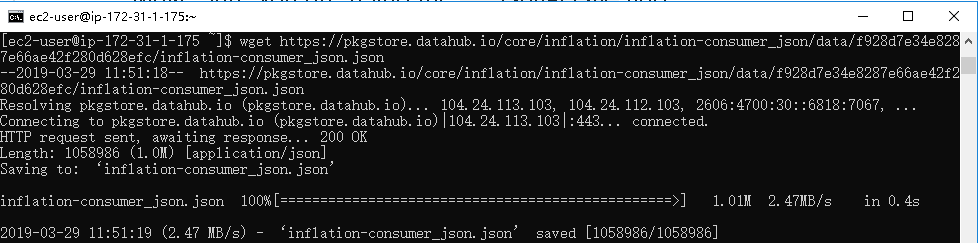 ec2-user@ip-172-31-1-175:~
[ec2-user@ip-172-31-1-175 ~]$ wget https://pkgstore.datahub.io/core/inflation/inflation-consumer_json/data/f928d7e34e828
7e66ae42f280d628efc/inflation-consumer_json.json
--2019-03-29 11:51:18--  https://pkgstore.datahub.io/core/inflation/inflation-consumer_json/data/f928d7e34e8287e66ae42f2
80d628efc/inflation-consumer_json.json
Resolving pkgstore.datahub.io (pkgstore.datahub.io)... 104.24.113.103, 104.24.112.103, 2606:4700:30::6818:7067, ...
Connecting to pkgstore.datahub.io (pkgstore.datahub.io)|104.24.113.103|:443... connected.
HTTP request sent, awaiting response... 200 OK
Length: 1058986 (1.0M) [application/json]
Saving to: ‘inflation-consumer_json.json’
inflation-consumer_json.json  100%[=================================================>]   1.01M  2.47MB/s    in 0.4s
2019-03-29 11:51:19 (2.47 MB/s) - ‘inflation-consumer_json.json’ saved [1058986/1058986]